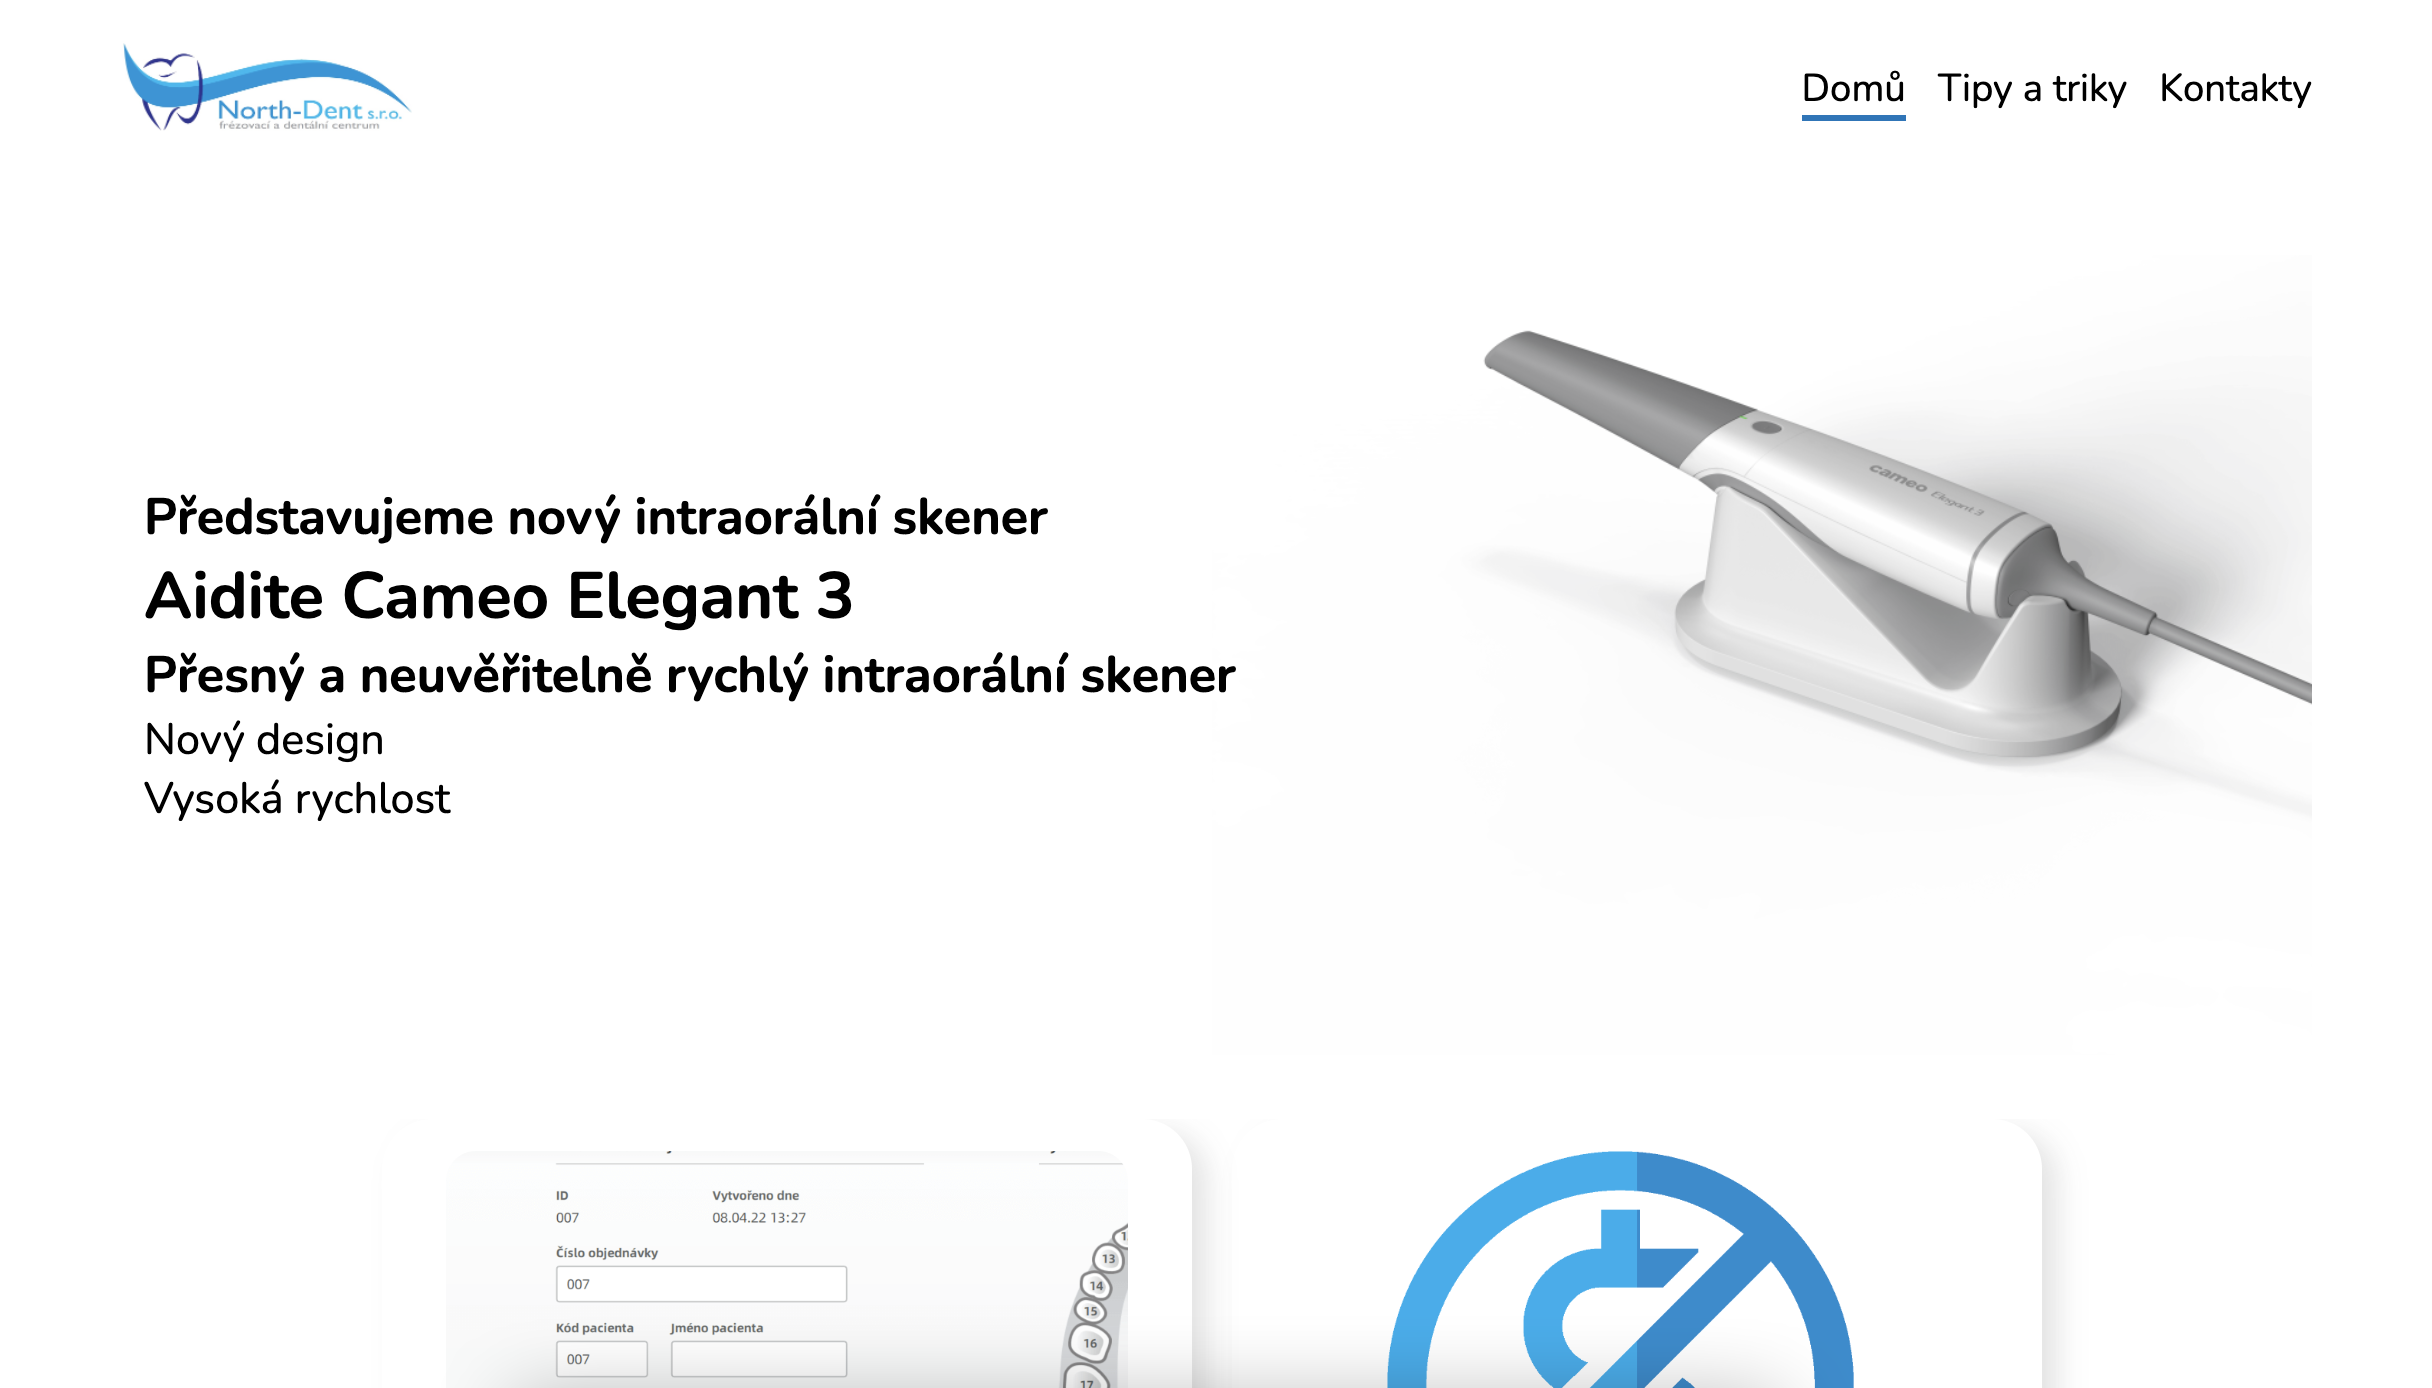 North-Dent s.r.o.
frézovací a dentální centrum
Domů Tipy a triky Kontakty
cameo Elegant 3
Představujeme nový intraorální skener
Aidite Cameo Elegant 3
Přesný a neuvěřitelně rychlý intraorální skener
Nový design
Vysoká rychlost
ID Vytvořeno dne
007 08.04.22 13:27
Číslo objednávky
007
Kód pacienta Jméno pacienta
007
13
14
15
16
17